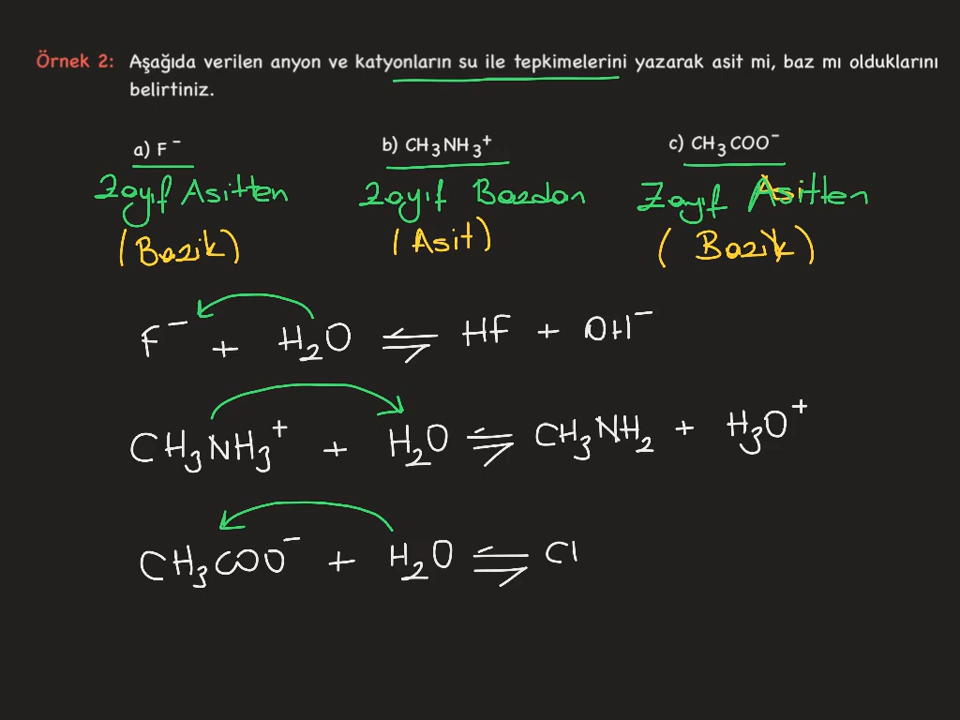 Örnek 2: Aşağıda verilen anyon ve katyonların su ile tepkimelerini yazarak asit mi, baz mı olduklarını
belirtiniz.
a) F⁻ b) CH₃NH₃⁺ c) CH₃COO⁻
Zayıf Asitten Zayıf Bazdan Zayıf Asitten
(Bazik) (Asit) (Bazik)
F⁻ + H₂O ⇌ HF + OH⁻
CH₃NH₃⁺ + H₂O ⇌ CH₃NH₂ + H₃O⁺
CH₃COO⁻ + H₂O ⇌ Cl